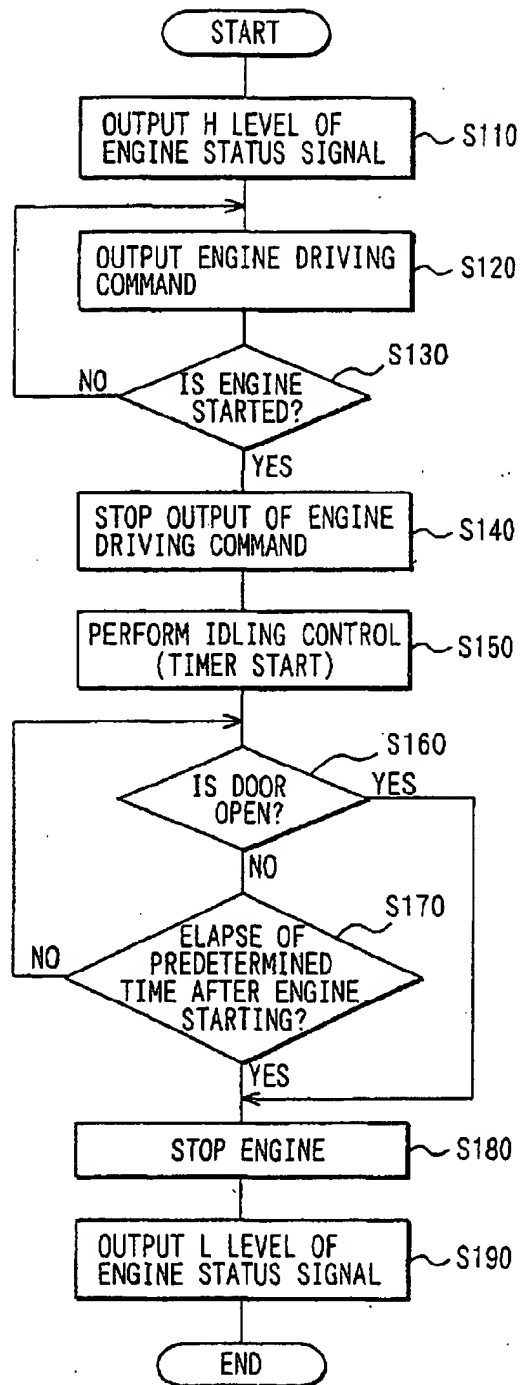 START
OUTPUT H LEVEL OF
ENGINE STATUS SIGNAL
S110
OUTPUT ENGINE DRIVING
COMMAND
S120
S130
IS ENGINE
STARTED?
NO
YES
STOP OUTPUT OF ENGINE
DRIVING COMMAND
S140
PERFORM IDLING CONTROL
(TIMER START)
S150
S160
IS DOOR
OPEN?
YES
NO
S170
ELAPSE OF
PREDETERMINED
TIME AFTER ENGINE
STARTING?
NO
YES
STOP ENGINE
S180
OUTPUT L LEVEL OF
ENGINE STATUS SIGNAL
S190
END